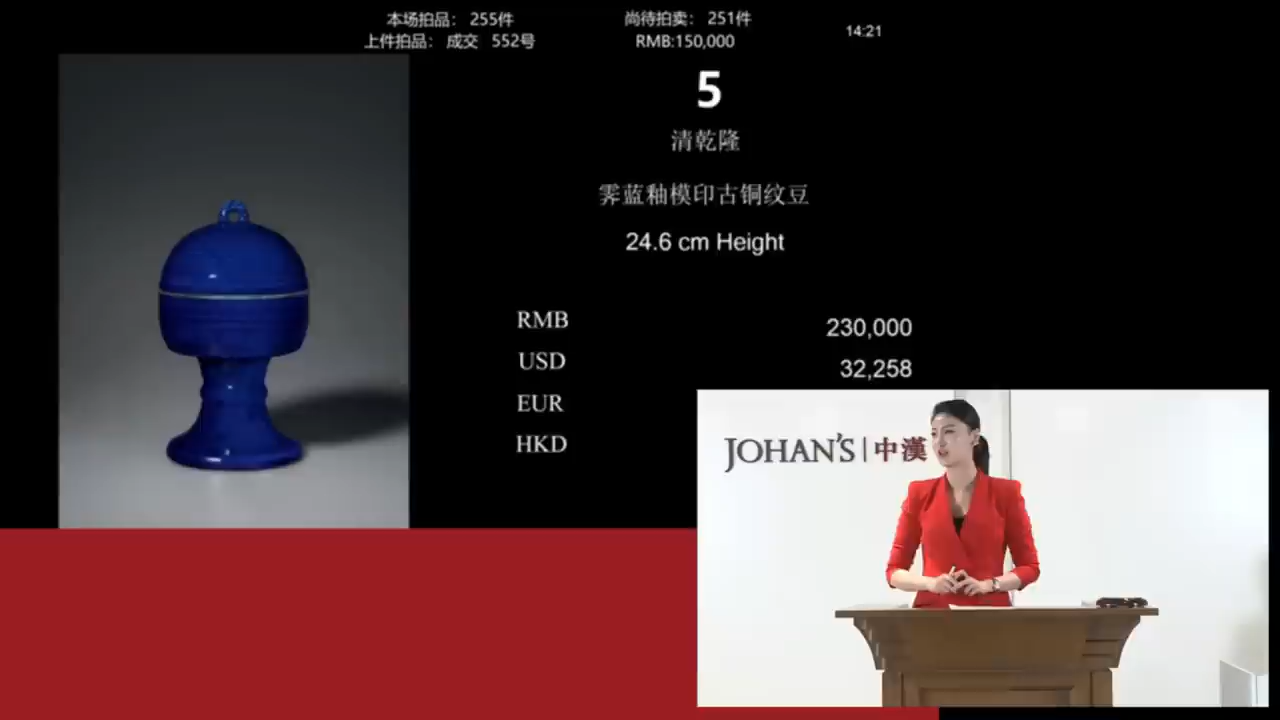 本场拍品： 255件
上件拍品： 成交 552号
尚待拍卖： 251件
RMB:150,000
14:21
5
清乾隆
霁蓝釉模印古铜纹豆
24.6 cm Height
RMB 230,000
USD 32,258
EUR
HKD
JOHAN'S | 中漢